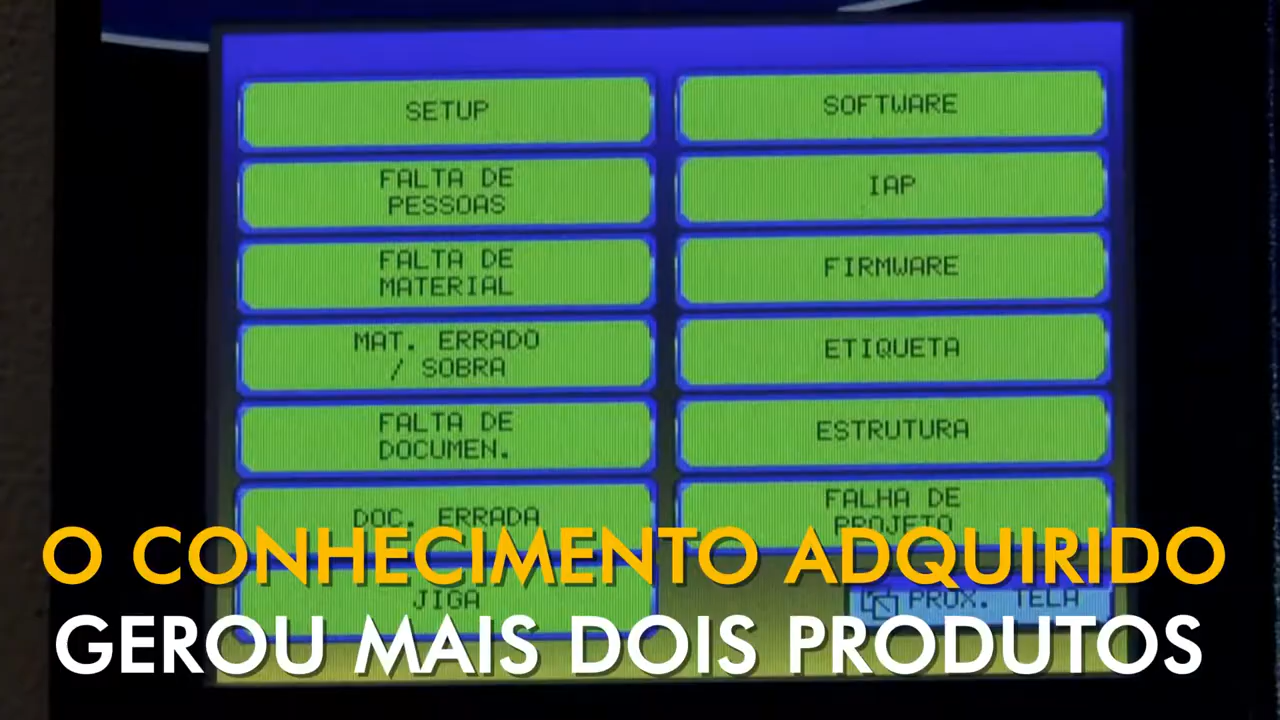 SETUP
FALTA DE
PESSOAS
FALTA DE
MATERIAL
MAT. ERRADO
/ SOBRA
FALTA DE
DOCUMEN.
DOC. ERRADA
JIGA
SOFTWARE
IAP
FIRMWARE
ETIQUETA
ESTRUTURA
FALHA DE
PROJETO
PROX. TELA
O CONHECIMENTO ADQUIRIDO
GEROU MAIS DOIS PRODUTOS